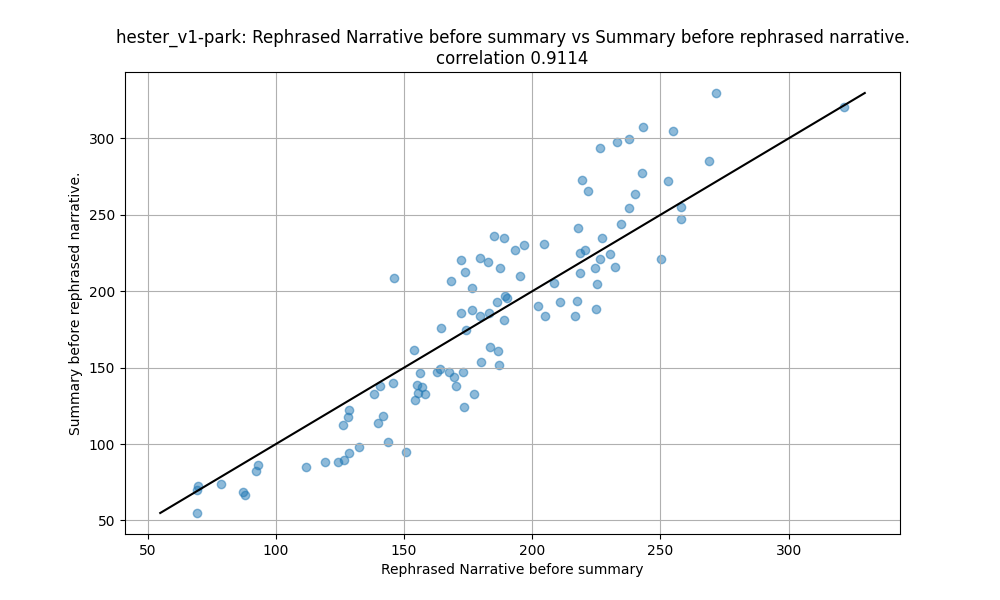 hester_v1-park: Rephrased Narrative before summary vs Summary before rephrased narrative.
correlation 0.9114
Summary before rephrased narrative.
300
250
200
150
100
50
50 100 150 200 250 300
Rephrased Narrative before summary